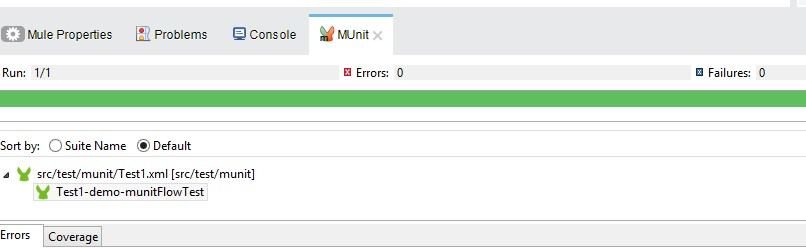 Mule Properties Problems Console MUnit
Run: 1/1 Errors: 0 Failures: 0
Sort by: Suite Name Default
src/test/munit/Test1.xml [src/test/munit]
Test1-demo-munitFlowTest
Errors Coverage